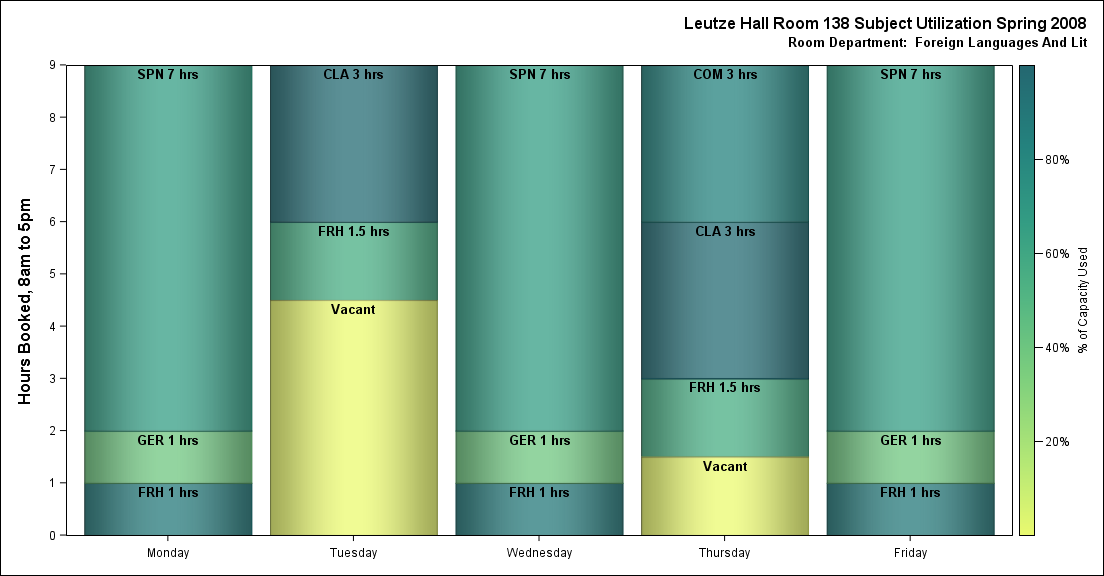 Leutze Hall Room 138 Subject Utilization Spring 2008
Room Department: Foreign Languages And Lit
Hours Booked, 8am to 5pm
9
8
7
6
5
4
3
2
1
0
SPN 7 hrs
GER 1 hrs
FRH 1 hrs
CLA 3 hrs
FRH 1.5 hrs
Vacant
SPN 7 hrs
GER 1 hrs
FRH 1 hrs
COM 3 hrs
CLA 3 hrs
FRH 1.5 hrs
Vacant
SPN 7 hrs
GER 1 hrs
FRH 1 hrs
Monday
Tuesday
Wednesday
Thursday
Friday
80%
60%
40%
20%
% of Capacity Used